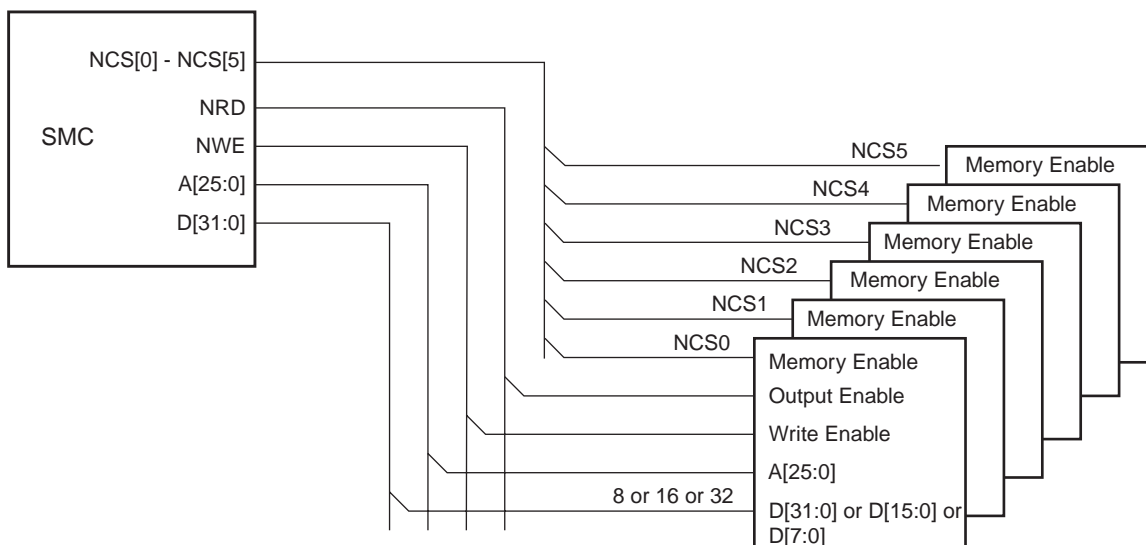 NCS[0] - NCS[5]
NRD
SMC
NWE
A[25:0]
D[31:0]
NCS5
Memory Enable
NCS4
Memory Enable
NCS3
Memory Enable
NCS2
Memory Enable
NCS1
Memory Enable
NCS0
Memory Enable
Output Enable
Write Enable
A[25:0]
8 or 16 or 32
D[31:0] or D[15:0] or
D[7:0]